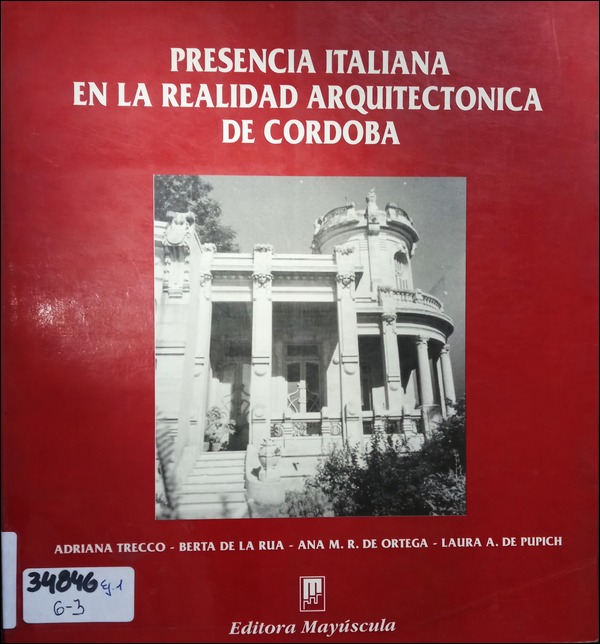 PRESENCIA ITALIANA
EN LA REALIDAD ARQUITECTONICA
DE CORDOBA
ADRIANA TRECCO - BERTA DE LA RUA - ANA M. R. DE ORTEGA - LAURA A. DE PUPICH
34846 ej. 1
6-3
Editora Mayúscula